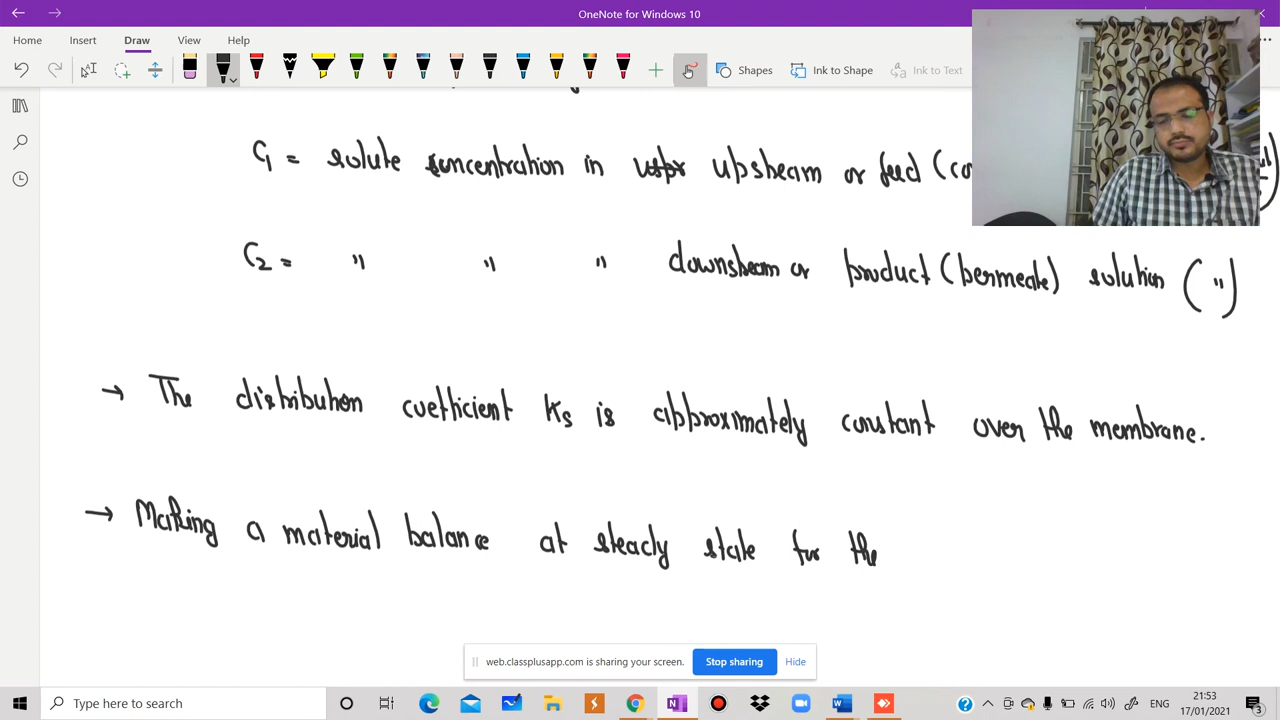 OneNote for Windows 10
Home Insert Draw View Help
Shapes Ink to Shape Ink to Text
C1 = solute concentration in upstream or feed (co
C2 = " " " downstream or product (permeate) solution (")
→ The distribution coefficient Ks is approximately constant over the membrane.
→ Making a material balance at steady state for the
web.classplusapp.com is sharing your screen. Stop sharing Hide
Type here to search
ENG
21:53
17/01/2021
3